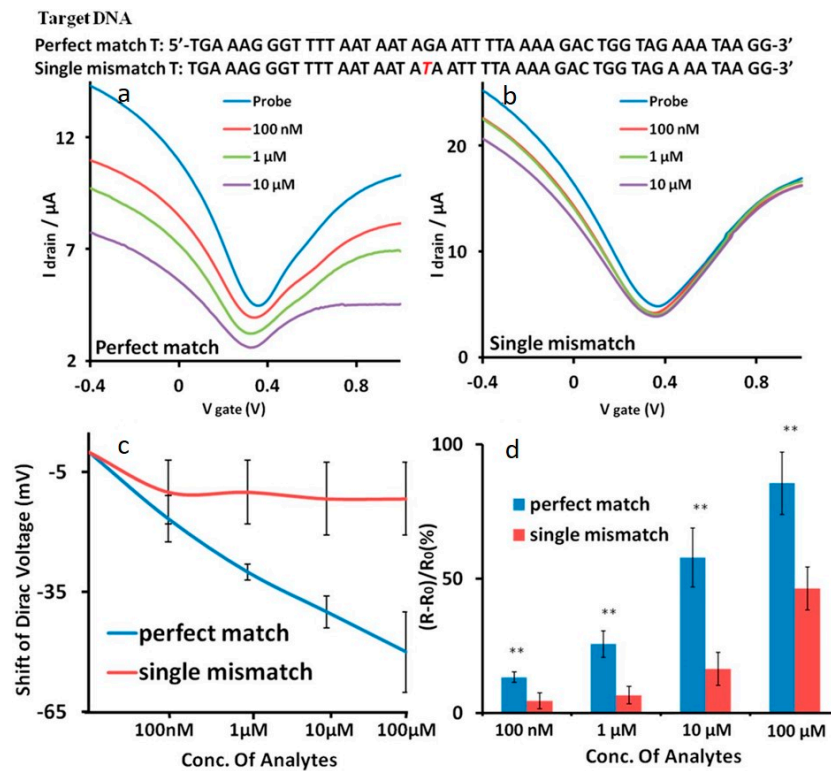 Target DNA
Perfect match T: 5’-TGA AAG GGT TTT AAT AAT AGA ATT TTA AAA GAC TGG TAG AAA TAA GG-3’
Single mismatch T: TGA AAG GGT TTT AAT AAT ATA ATT TTA AAA GAC TGG TAG A AA TAA GG-3’
a
Probe
100 nM
1 µM
10 µM
12
7
2
I drain / µA
Perfect match
-0.4
0
0.4
0.8
V gate (V)
b
Probe
100 nM
1 µM
10 µM
20
10
0
I drain / µA
Single mismatch
-0.4
0
0.4
0.8
V gate (V)
c
-5
-35
-65
Shift of Dirac Voltage (mV)
perfect match
single mismatch
100nM
1µM
10µM
100µM
Conc. Of Analytes
d
100
50
0
(R-R₀)/R₀(%)
perfect match
single mismatch
**
**
**
**
100 nM
1 µM
10 µM
100 µM
Conc. Of Analytes